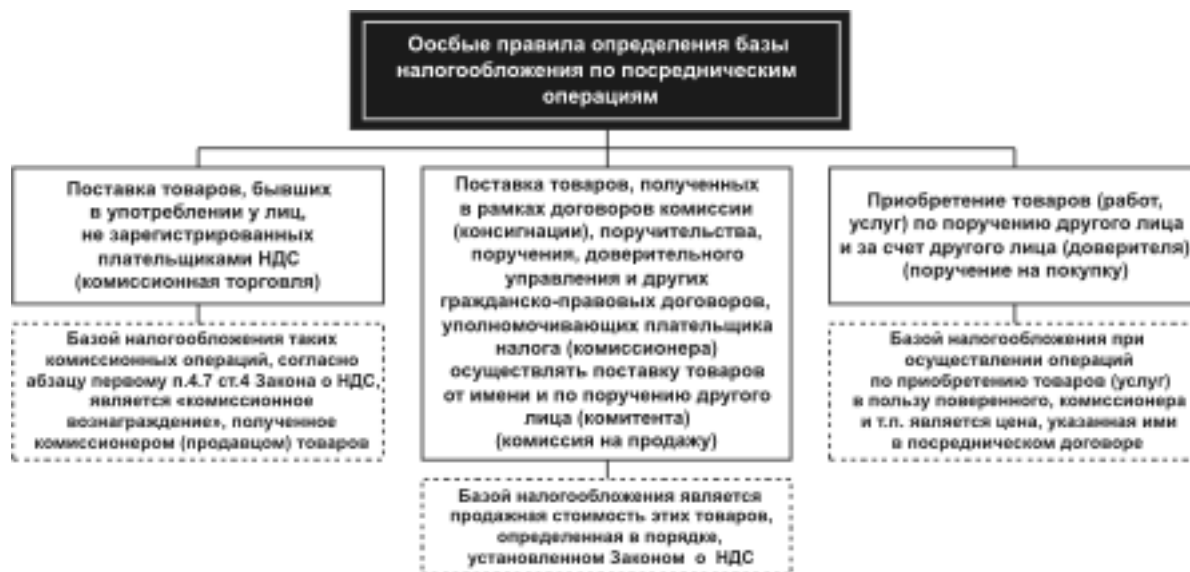 Оосбые правила определения базы
налогообложения по посредническим
операциям
Поставка товаров, бывших
в употреблении у лиц,
не зарегистрированных
плательщиками НДС
(комиссионная торговля)
Базой налогообложения таких
комиссионных операций, согласно
абзацу первому п.4.7 ст.4 Закона о НДС,
является «комиссионное
вознаграждение», полученное
комиссионером (продавцом) товаров
Поставка товаров, полученных
в рамках договоров комиссии
(консигнации), поручительства,
поручения, доверительного
управления и других
гражданско-правовых договоров,
уполномочивающих плательщика
налога (комиссионера)
осуществлять поставку товаров
от имени и по поручению другого
лица (комитента)
(комиссия на продажу)
Базой налогообложения является
продажная стоимость этих товаров,
определенная в порядке,
установленном Законом о НДС
Приобретение товаров (работ,
услуг) по поручению другого лица
и за счет другого лица (доверителя)
(поручение на покупку)
Базой налогообложения при
осуществлении операций
по приобретению товаров (услуг)
в пользу поверенного, комиссионера
и т.п. является цена, указанная ими
в посредническом договоре